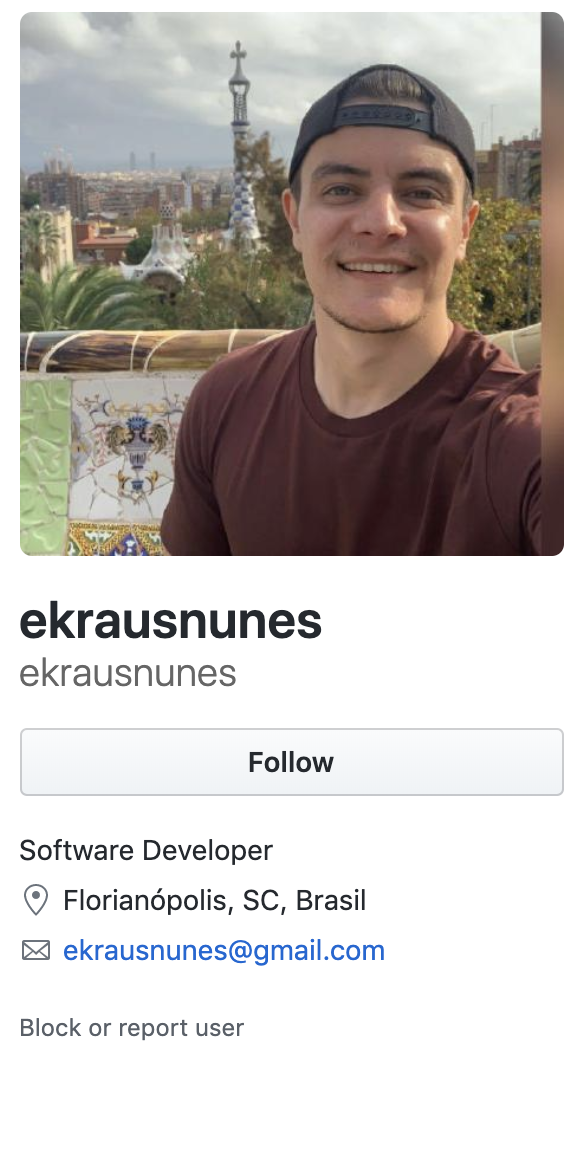 ekrausnunes
ekrausnunes
Follow
Software Developer
Florianópolis, SC, Brasil
ekrausnunes@gmail.com
Block or report user